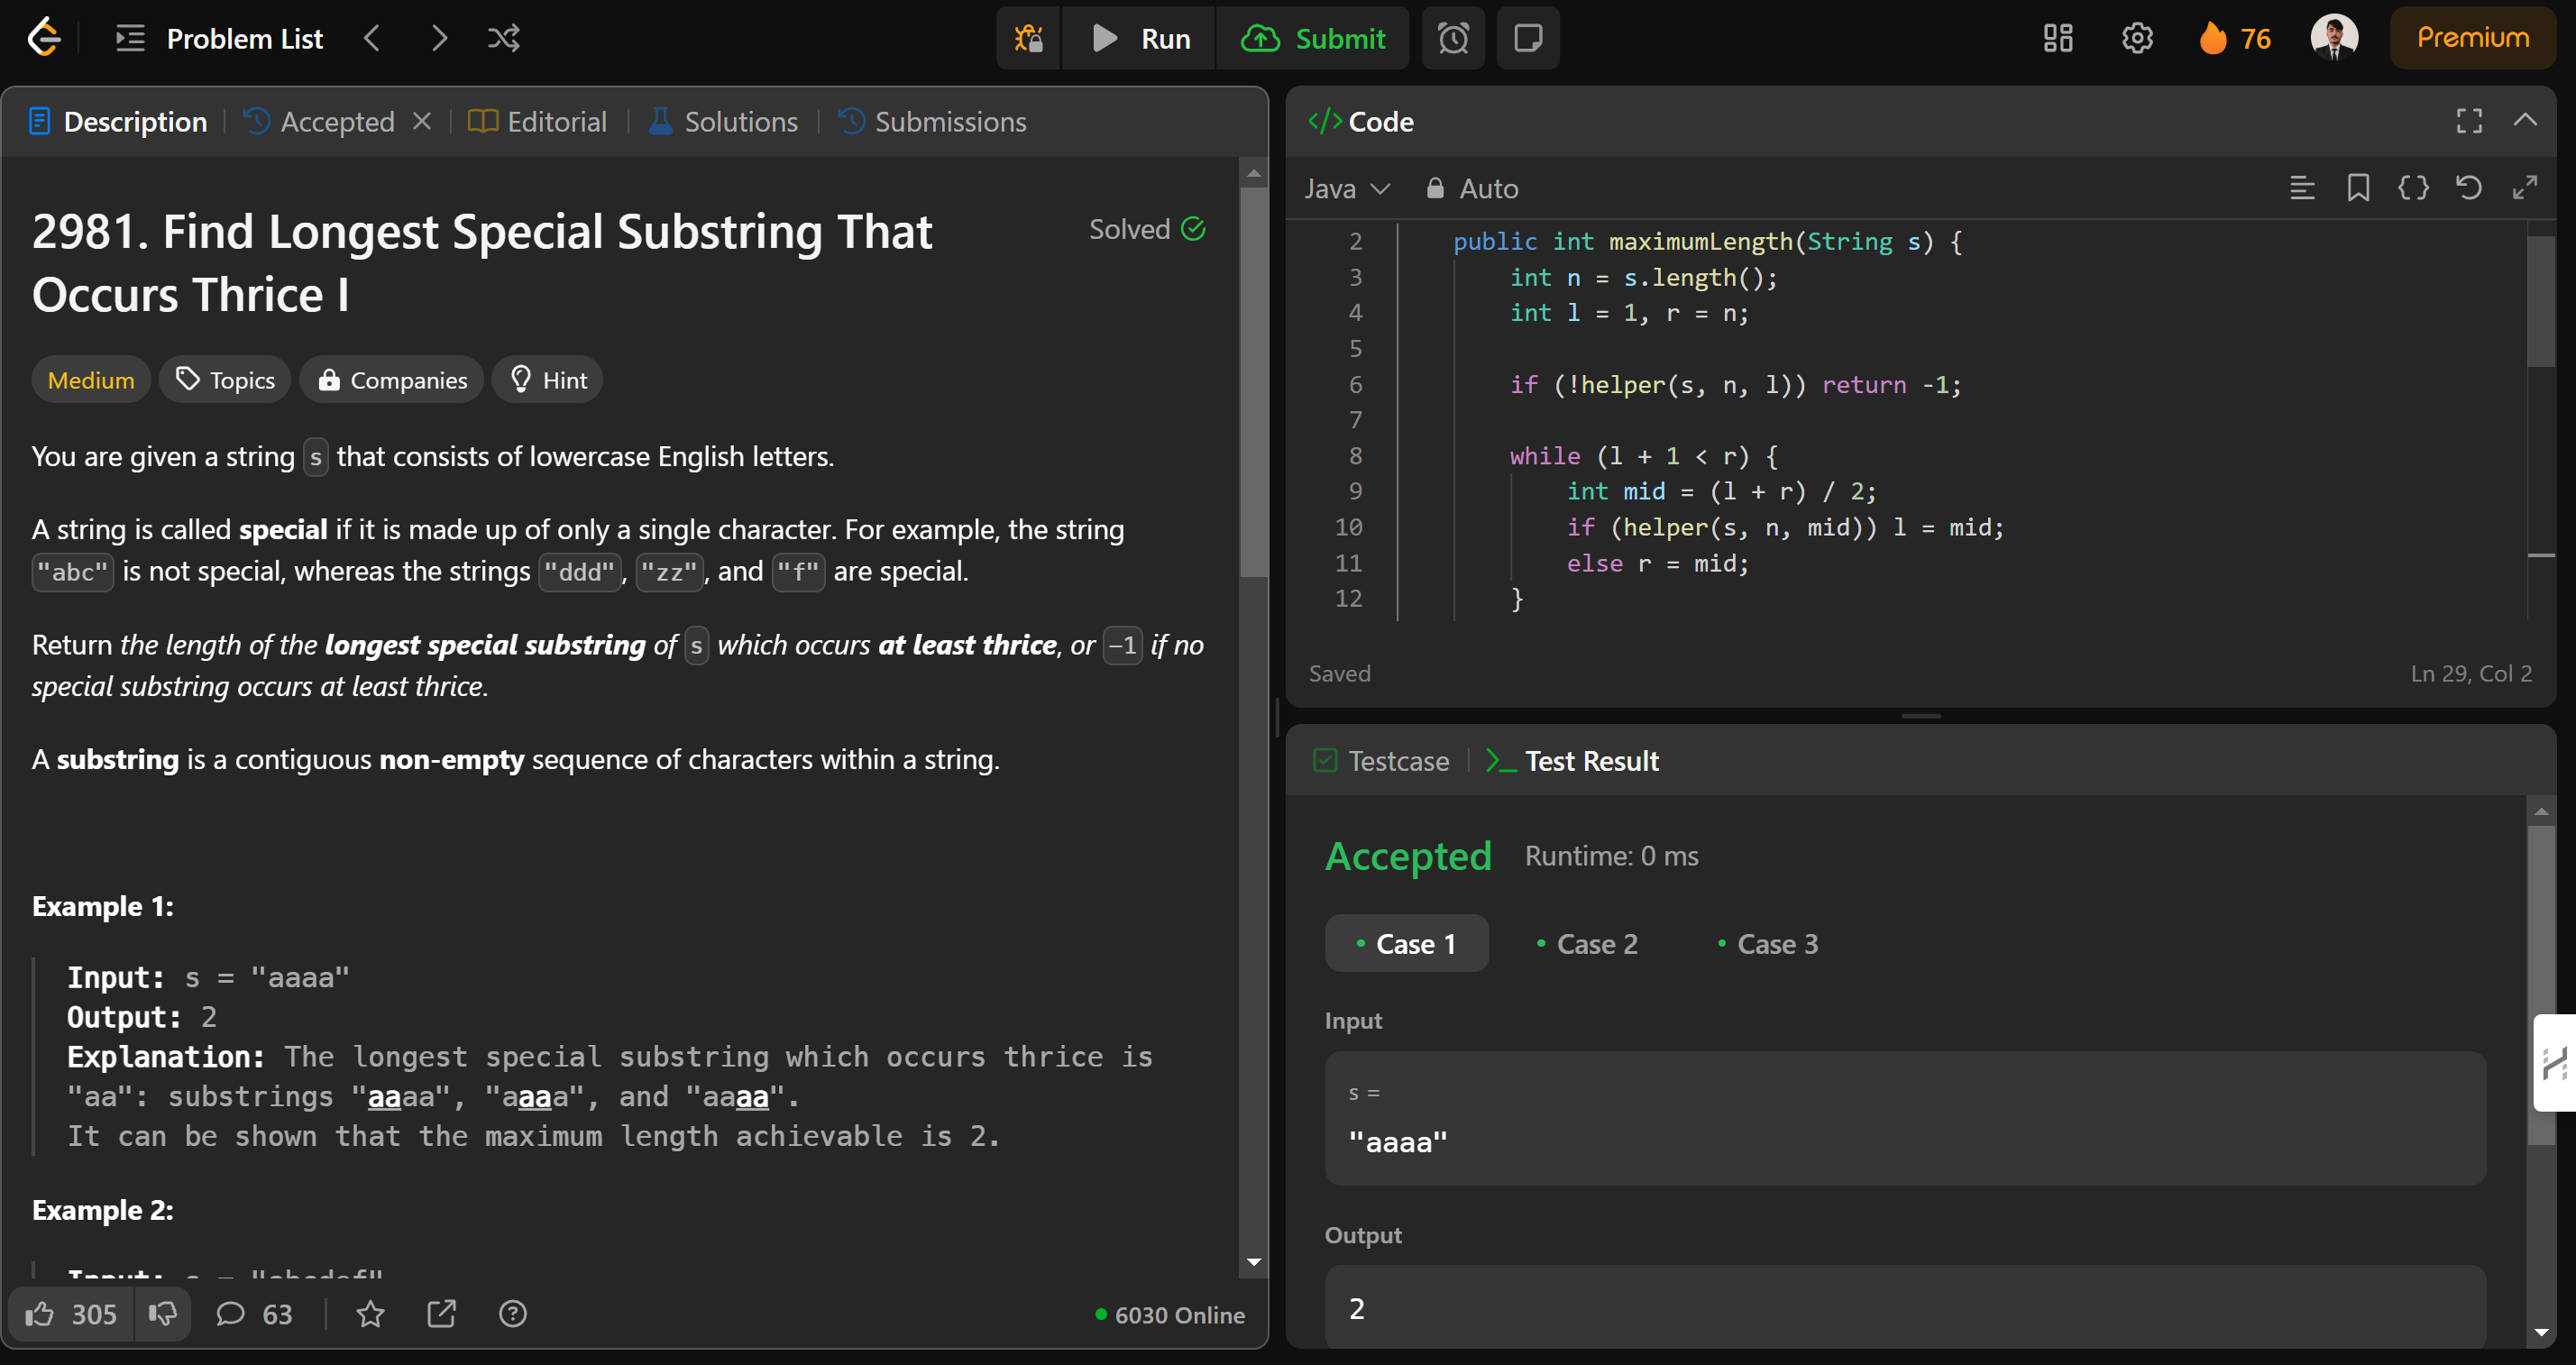 Problem List
Run
Submit
76
Premium
Description
Accepted
Editorial
Solutions
Submissions
2981. Find Longest Special Substring That
Occurs Thrice I
Solved
Medium
Topics
Companies
Hint
You are given a string s that consists of lowercase English letters.
A string is called special if it is made up of only a single character. For example, the string
"abc" is not special, whereas the strings "ddd", "zz", and "f" are special.
Return the length of the longest special substring of s which occurs at least thrice, or -1 if no
special substring occurs at least thrice.
A substring is a contiguous non-empty sequence of characters within a string.
Example 1:
Input: s = "aaaa"
Output: 2
Explanation: The longest special substring which occurs thrice is
"aa": substrings "aaaa", "aaaa", and "aaaa".
It can be shown that the maximum length achievable is 2.
Example 2:
Input: s = "abcdef"
305
63
6030 Online
</> Code
Java
Auto
2 public int maximumLength(String s) {
3 int n = s.length();
4 int l = 1, r = n;
5
6 if (!helper(s, n, l)) return -1;
7
8 while (l + 1 < r) {
9 int mid = (l + r) / 2;
10 if (helper(s, n, mid)) l = mid;
11 else r = mid;
12 }
Saved
Ln 29, Col 2
Testcase
Test Result
Accepted
Runtime: 0 ms
Case 1
Case 2
Case 3
Input
s =
"aaaa"
Output
2